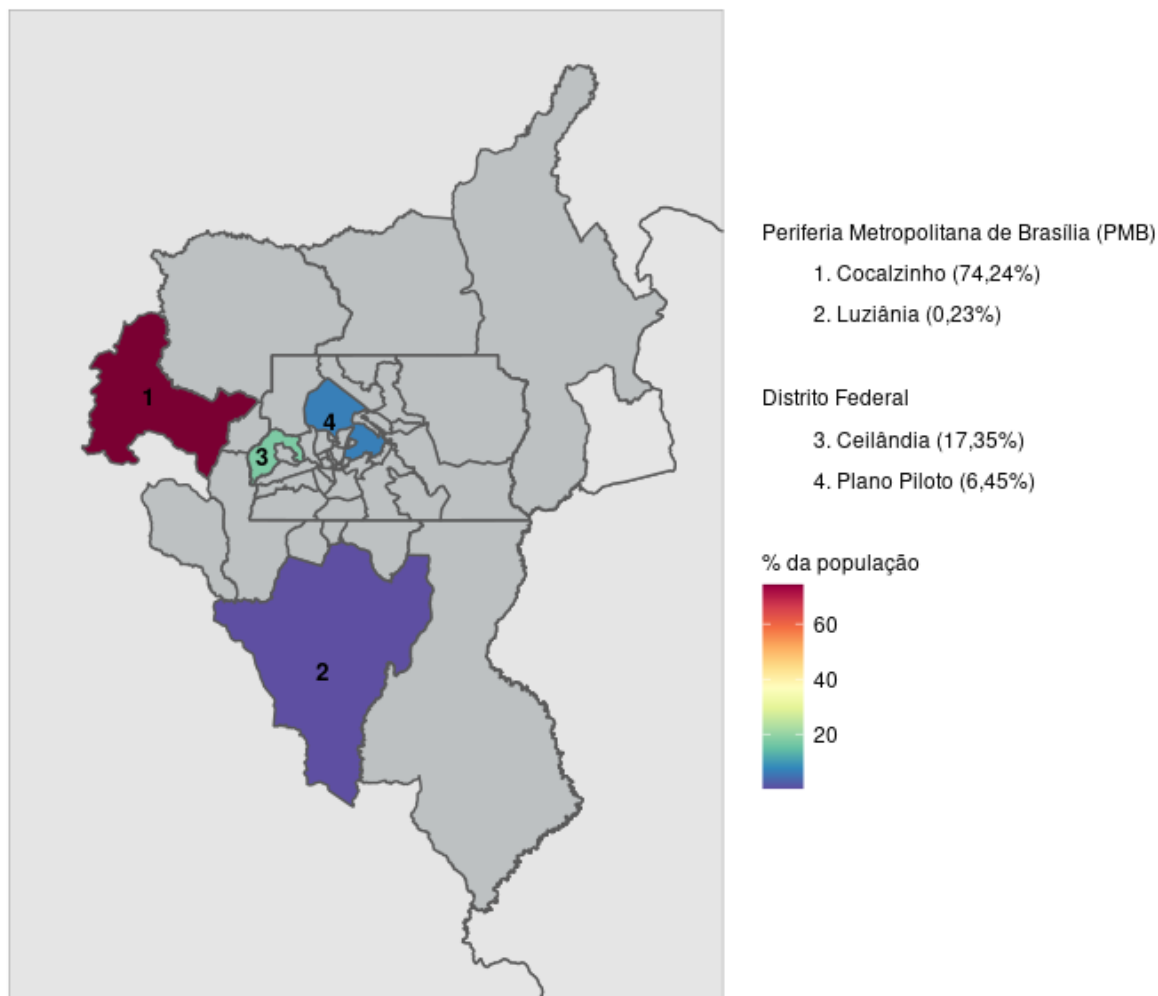 1
4
3
2
Periferia Metropolitana de Brasília (PMB)
1. Cocalzinho (74,24%)
2. Luziânia (0,23%)
Distrito Federal
3. Ceilândia (17,35%)
4. Plano Piloto (6,45%)
% da população
60
40
20